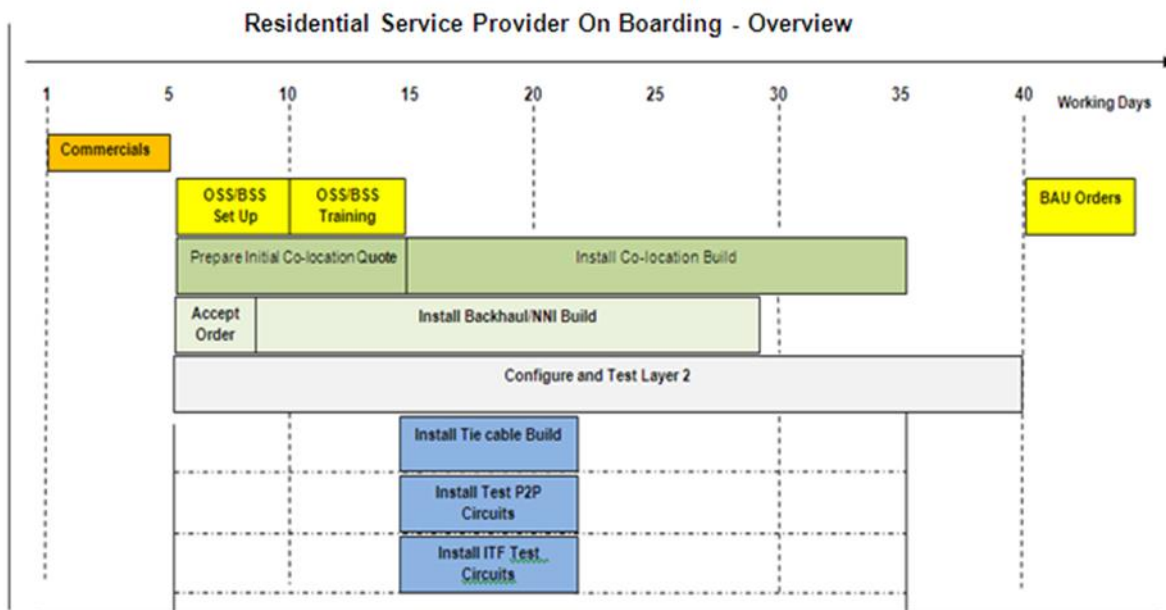 Residential Service Provider On Boarding - Overview
1 5 10 15 20 25 30 35 40 Working Days
Commercials
OSS/BSS
Set Up
OSS/BSS
Training
BAU Orders
Prepare Initial Co-location Quote
Install Co-location Build
Accept
Order
Install Backhaul/NNI Build
Configure and Test Layer 2
Install Tie cable Build
Install Test P2P
Circuits
Install ITF Test
Circuits